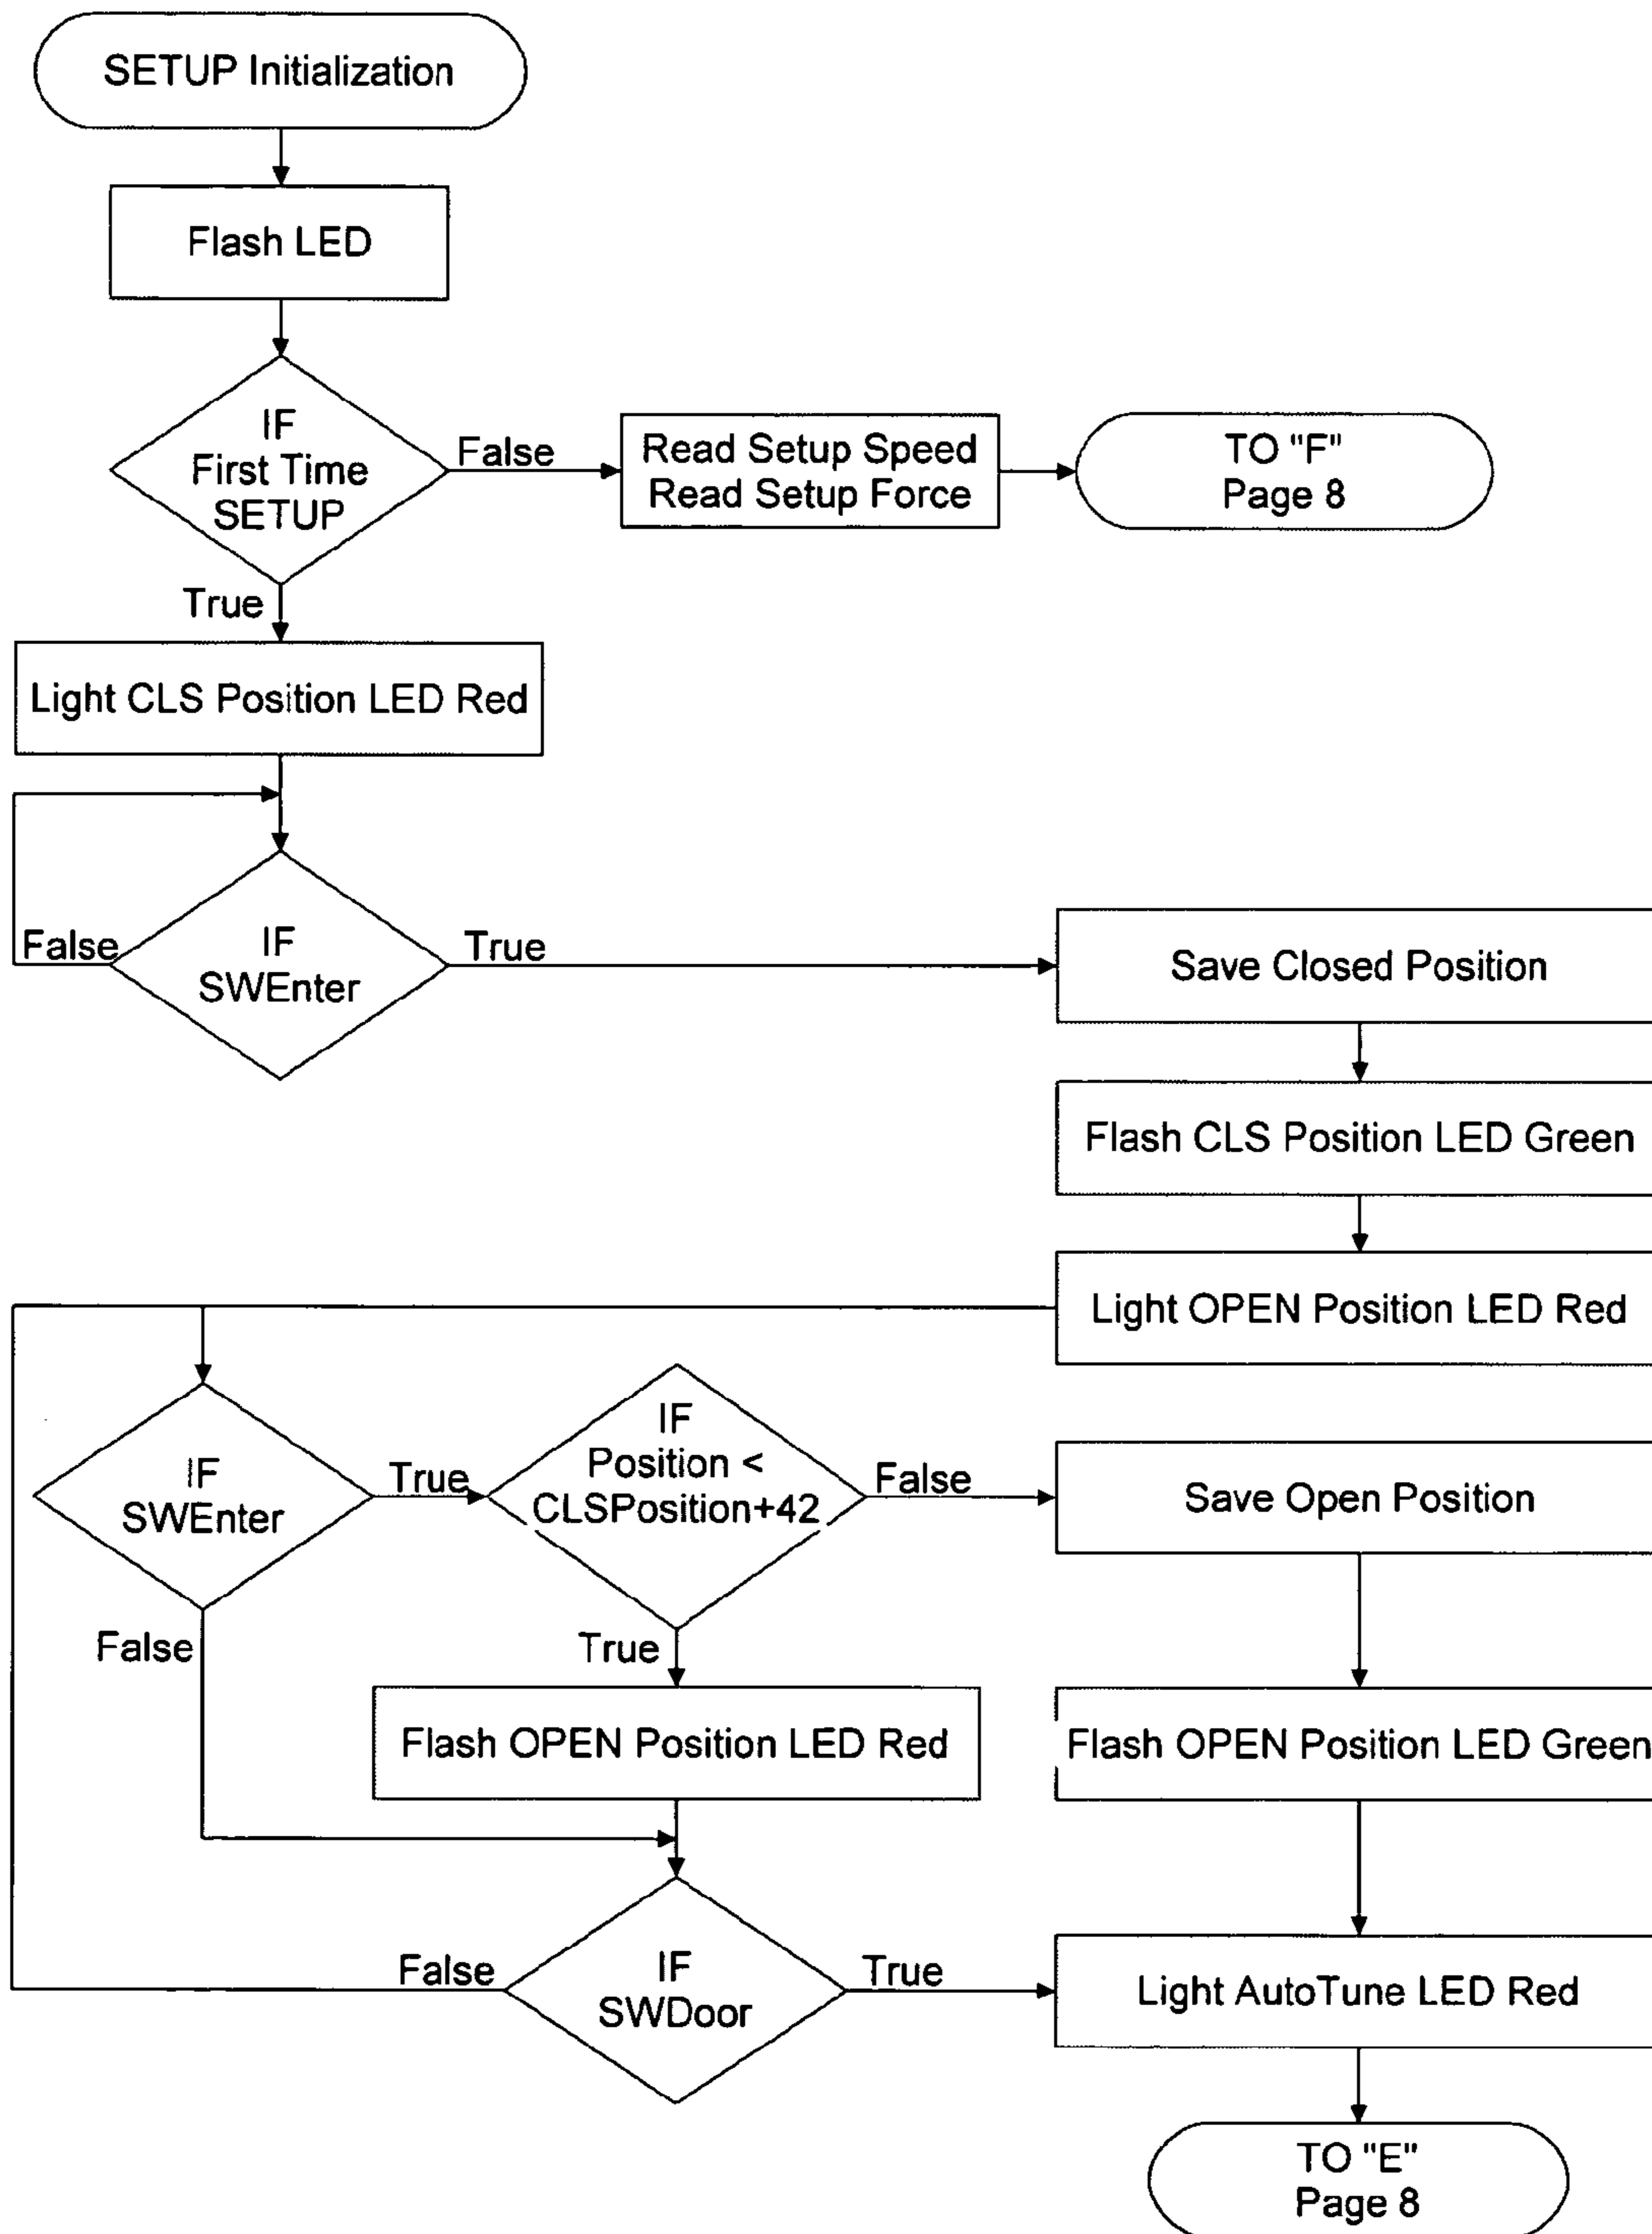 SETUP Initialization
Flash LED
IF
First Time
SETUP
False
Read Setup Speed
Read Setup Force
TO "F"
Page 8
True
Light CLS Position LED Red
False
IF
SWEnter
True
Save Closed Position
Flash CLS Position LED Green
Light OPEN Position LED Red
IF
SWEnter
True
IF
Position <
CLSPosition+42
False
Save Open Position
False
True
Flash OPEN Position LED Red
Flash OPEN Position LED Green
False
IF
SWDoor
True
Light AutoTune LED Red
TO "E"
Page 8